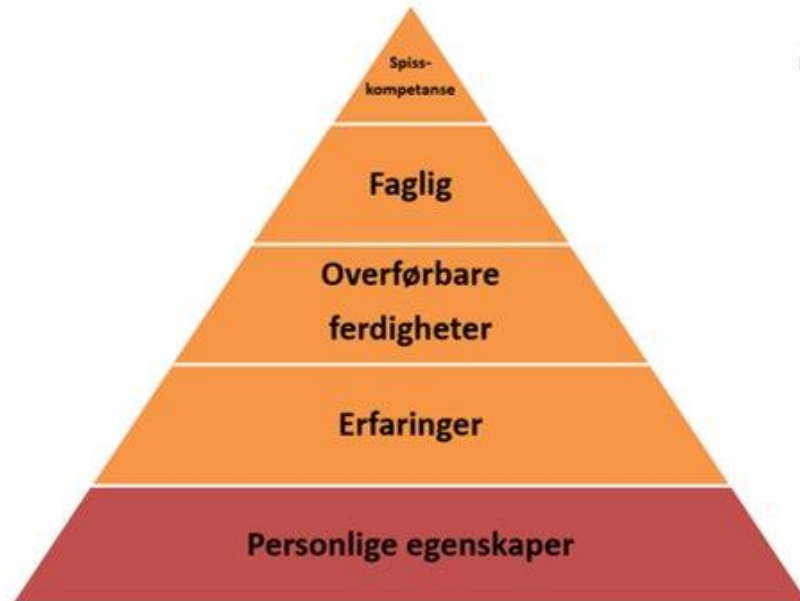 Spiss-
kompetanse
Faglig
Overførbare
ferdigheter
Erfaringer
Personlige egenskaper